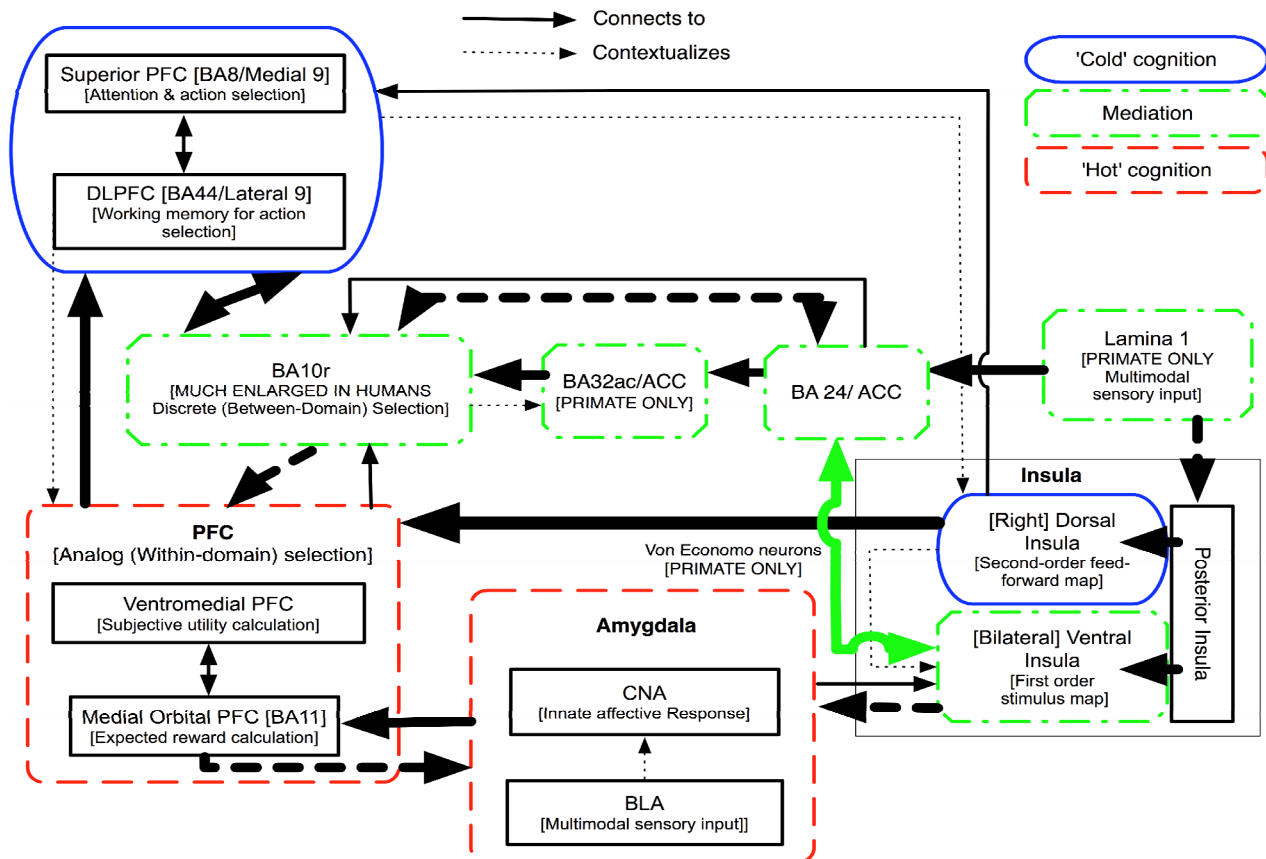 Connects to
Contextualizes
'Cold' cognition
Mediation
'Hot' cognition
Superior PFC [BA8/Medial 9]
[Attention & action selection]
DLPFC [BA44/Lateral 9]
[Working memory for action
selection]
BA10r
[MUCH ENLARGED IN HUMANS
Discrete (Between-Domain) Selection]
BA32ac/ACC
[PRIMATE ONLY]
BA 24/ ACC
Lamina 1
[PRIMATE ONLY
Multimodal
sensory input]
Insula
[Right] Dorsal
Insula
[Second-order feed-
forward map]
Posterior Insula
[Bilateral] Ventral
Insula
[First order
stimulus map]
Von Economo neurons
[PRIMATE ONLY]
PFC
[Analog (Within-domain) selection]
Ventromedial PFC
[Subjective utility calculation]
Medial Orbital PFC [BA11]
[Expected reward calculation]
Amygdala
CNA
[Innate affective Response]
BLA
[Multimodal sensory input]]